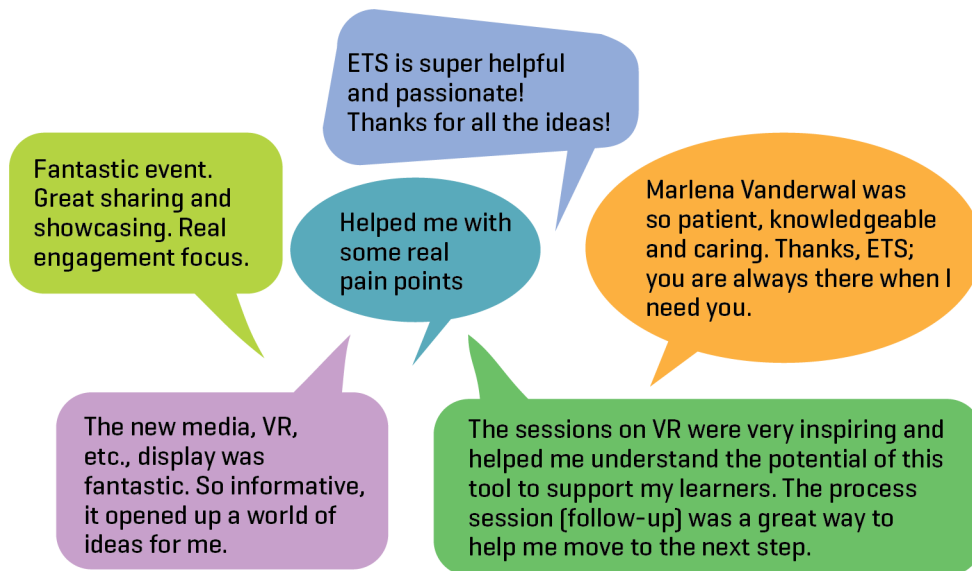 ETS is super helpful
and passionate!
Thanks for all the ideas!
Fantastic event.
Great sharing and
showcasing. Real
engagement focus.
Helped me with
some real
pain points
Marlena Vanderwal was
so patient, knowledgeable
and caring. Thanks, ETS;
you are always there when I
need you.
The new media, VR,
etc., display was
fantastic. So informative,
it opened up a world of
ideas for me.
The sessions on VR were very inspiring and
helped me understand the potential of this
tool to support my learners. The process
session (follow-up) was a great way to
help me move to the next step.